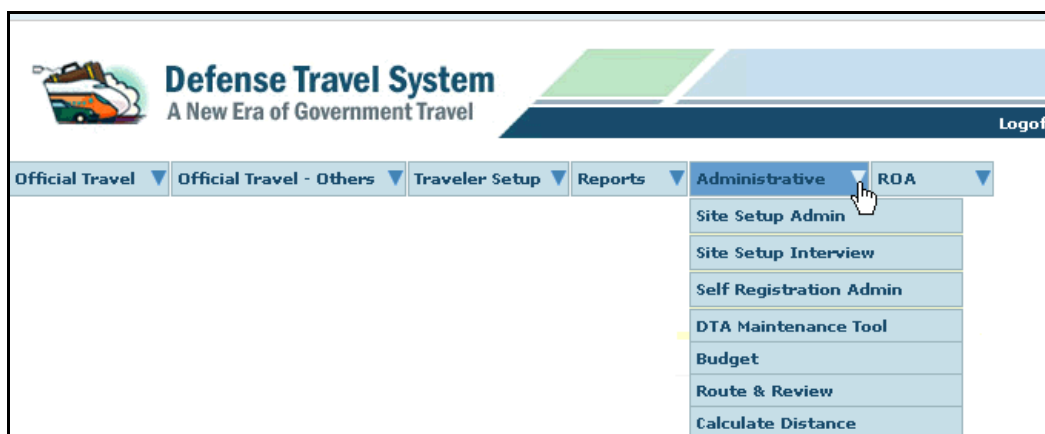 Defense Travel System
A New Era of Government Travel
Logof
Official Travel Official Travel - Others Traveler Setup Reports Administrative ROA
Site Setup Admin
Site Setup Interview
Self Registration Admin
DTA Maintenance Tool
Budget
Route & Review
Calculate Distance